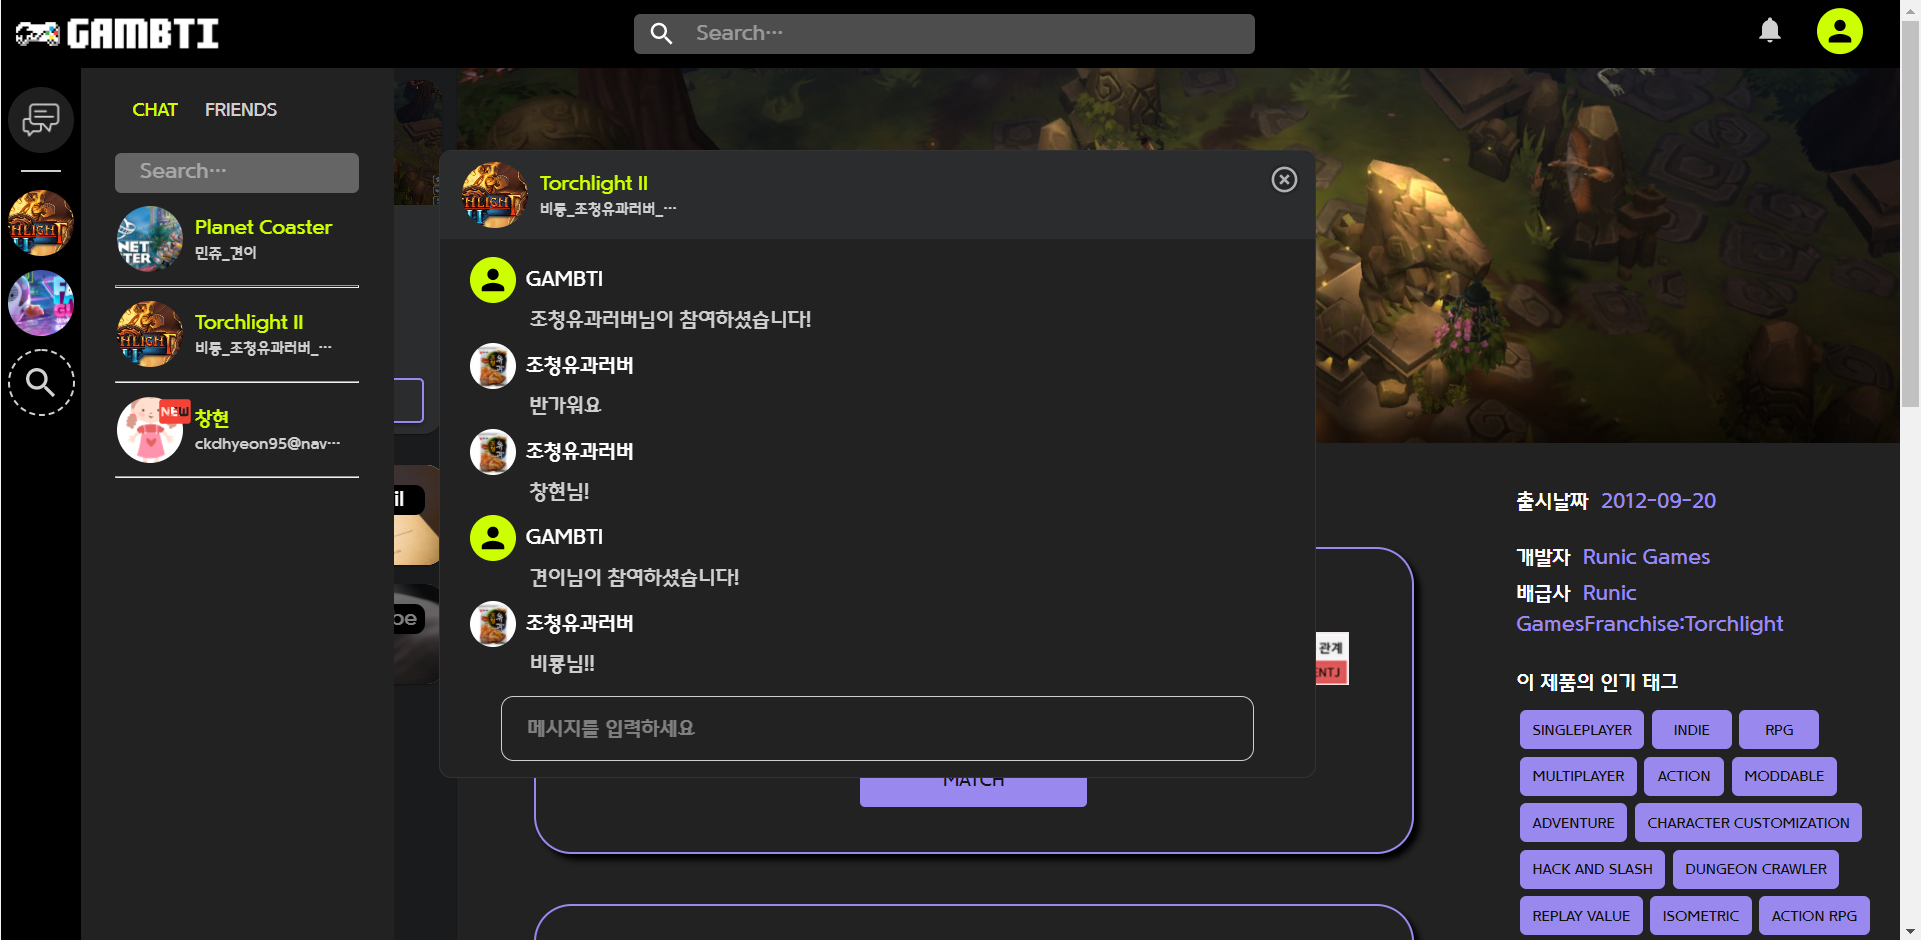 GAMBTI
Search…
CHAT FRIENDS
Search…
Planet Coaster
민쥬_견이
Torchlight II
비룡_조청유과러버_…
NEW
창현
ckdhyeon95@nav…
Torchlight II
비룡_조청유과러버_…
GAMBTI
조청유과러버님이 참여하셨습니다!
조청유과러버
반가워요
조청유과러버
창현님!
GAMBTI
견이님이 참여하셨습니다!
조청유과러버
비룡님!!
메시지를 입력하세요
MATCH
관계
ENTJ
출시날짜 2012-09-20
개발자 Runic Games
배급사 Runic
GamesFranchise:Torchlight
이 제품의 인기 태그
SINGLEPLAYER INDIE RPG
MULTIPLAYER ACTION MODDABLE
ADVENTURE CHARACTER CUSTOMIZATION
HACK AND SLASH DUNGEON CRAWLER
REPLAY VALUE ISOMETRIC ACTION RPG